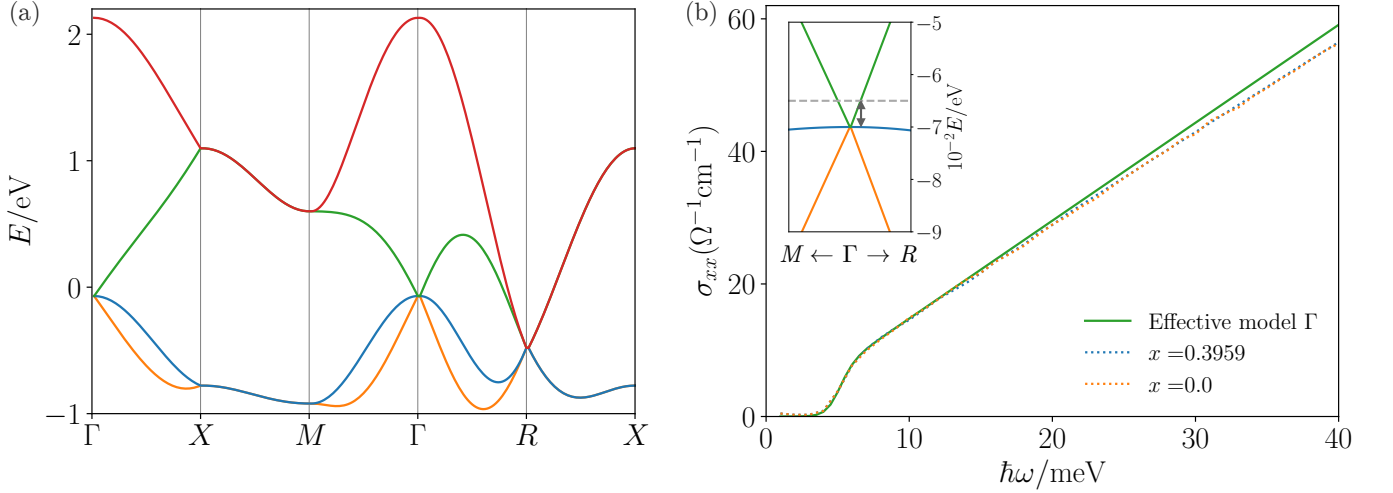 (a)
E/eV
2
1
0
−1
Γ X M Γ R X
(b)
σxx(Ω−1cm−1)
60
40
20
0
0 10 20 30 40
ħω/meV
−5
−6
−7
−8
−9
10−2E/eV
M ← Γ → R
Effective model Γ
x =0.3959
x =0.0